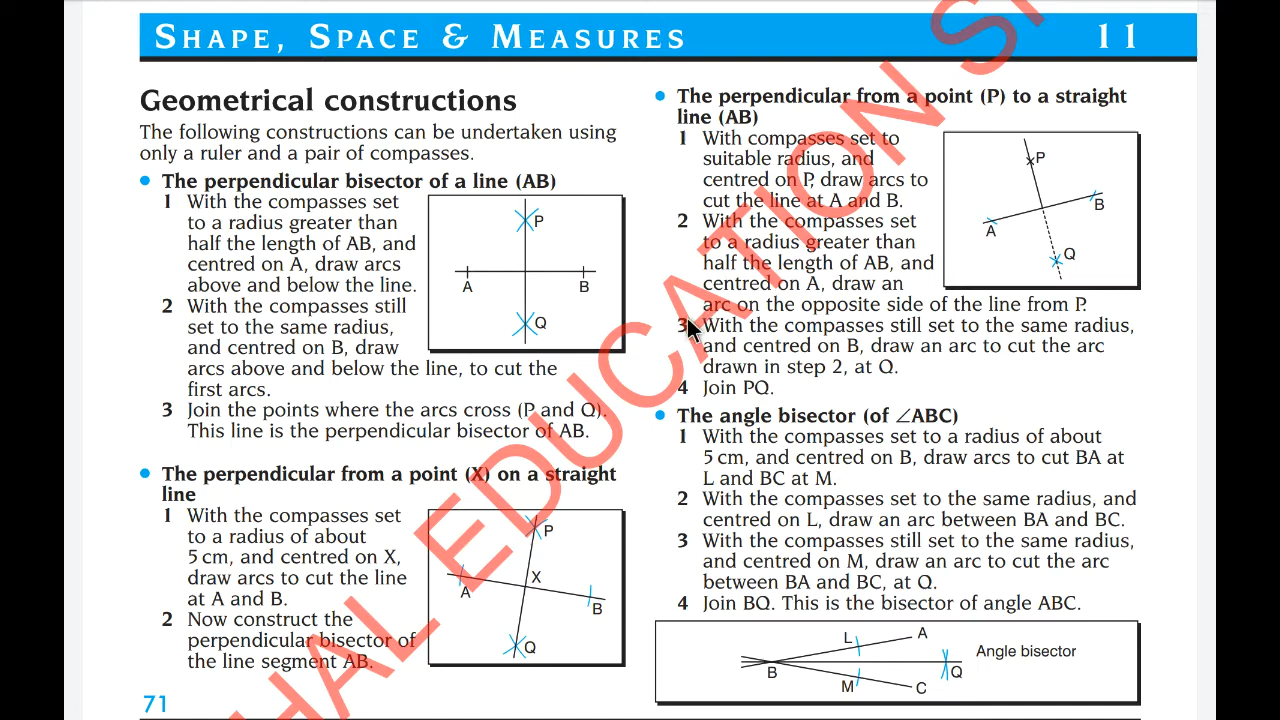 SHAPE, SPACE & MEASURES 11
Geometrical constructions
The following constructions can be undertaken using
only a ruler and a pair of compasses.
• The perpendicular bisector of a line (AB)
1 With the compasses set
to a radius greater than
half the length of AB, and
centred on A, draw arcs
above and below the line.
2 With the compasses still
set to the same radius,
and centred on B, draw
arcs above and below the line, to cut the
first arcs.
3 Join the points where the arcs cross (P and Q).
This line is the perpendicular bisector of AB.
P
A B
Q
• The perpendicular from a point (X) on a straight
line
1 With the compasses set
to a radius of about
5 cm, and centred on X,
draw arcs to cut the line
at A and B.
2 Now construct the
perpendicular bisector of
the line segment AB.
P
X
A
B
Q
71
• The perpendicular from a point (P) to a straight
line (AB)
1 With compasses set to
suitable radius, and
centred on P, draw arcs to
cut the line at A and B.
2 With the compasses set
to a radius greater than
half the length of AB, and
centred on A, draw an
arc on the opposite side of the line from P.
3 With the compasses still set to the same radius,
and centred on B, draw an arc to cut the arc
drawn in step 2, at Q.
4 Join PQ.
P
B
A
Q
• The angle bisector (of ∠ABC)
1 With the compasses set to a radius of about
5 cm, and centred on B, draw arcs to cut BA at
L and BC at M.
2 With the compasses set to the same radius, and
centred on L, draw an arc between BA and BC.
3 With the compasses still set to the same radius,
and centred on M, draw an arc to cut the arc
between BA and BC, at Q.
4 Join BQ. This is the bisector of angle ABC.
L A
Angle bisector
B Q
M C
HAL EDUCATION S